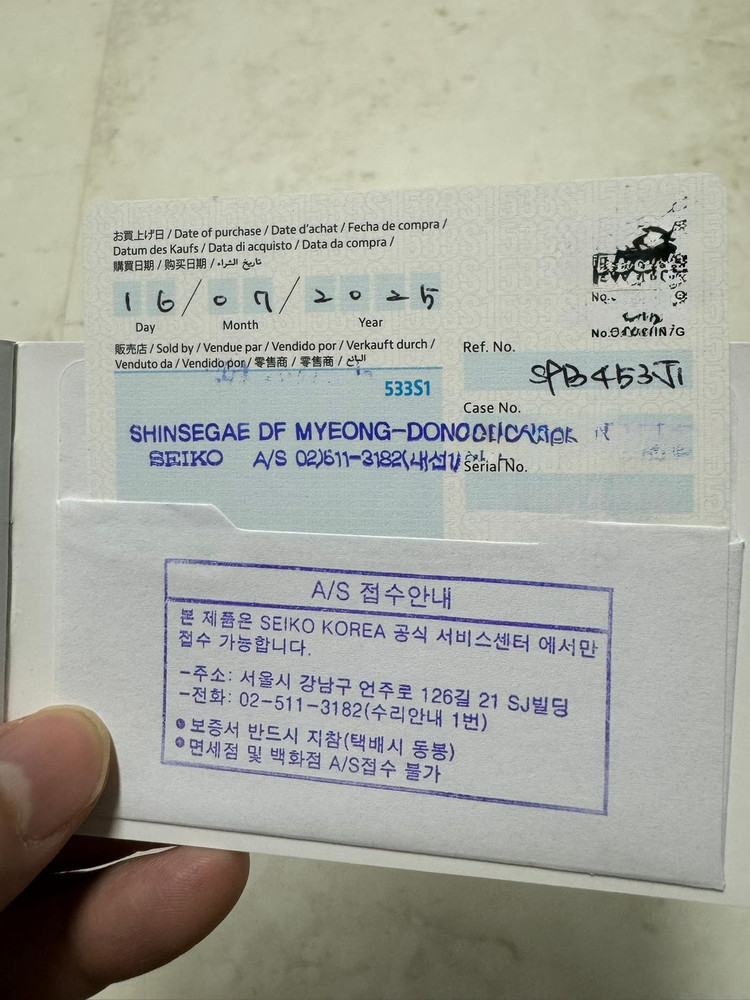 お買上げ日 / Date of purchase / Date d'achat / Fecha de compra /
Datum des Kaufs / Data di acquisto / Data da compra /
購買日期 / 购买日期 / تاريخ الشراء
16/07/2025
Day Month Year
販売店 / Sold by / Vendue par / Vendido por / Verkauft durch /
Venduto da / Vendido por / 零售商 / 零售商 / البائع
533S1
SHINSEGAE DF MYEONG-DONG
SEIKO A/S 02)511-3182(내선
No.
Ref. No.
SPB453J1
Case No.
Serial No.
A/S 접수안내
본 제품은 SEIKO KOREA 공식 서비스센터 에서만
접수 가능합니다.
-주소: 서울시 강남구 언주로 126길 21 SJ빌딩
-전화: 02-511-3182(수리안내 1번)
●보증서 반드시 지참(택배시 동봉)
●면세점 및 백화점 A/S접수 불가